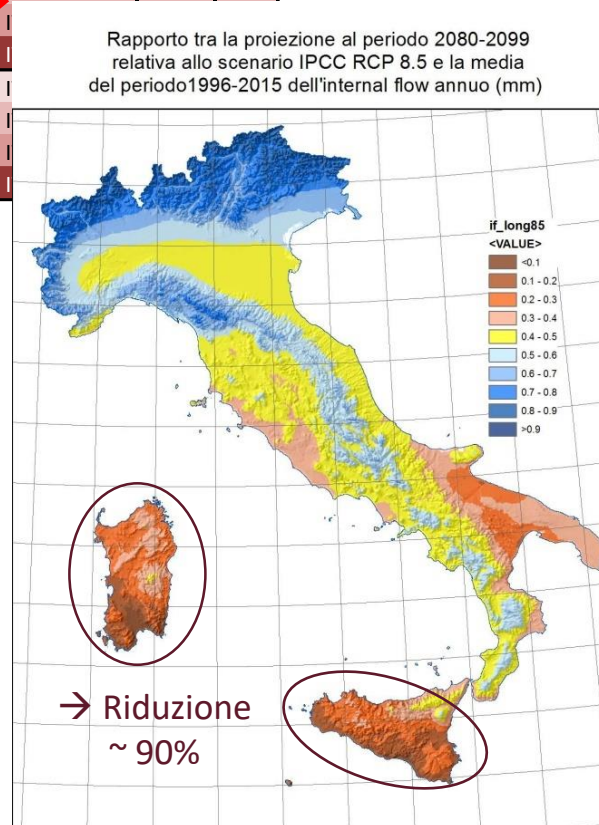 Rapporto tra la proiezione al periodo 2080-2099
relativa allo scenario IPCC RCP 8.5 e la media
del periodo1996-2015 dell'internal flow annuo (mm)
if_long85
<VALUE>
<0.1
0.1 - 0.2
0.2 - 0.3
0.3 - 0.4
0.4 - 0.5
0.5 - 0.6
0.6 - 0.7
0.7 - 0.8
0.8 - 0.9
>0.9
→ Riduzione
~ 90%